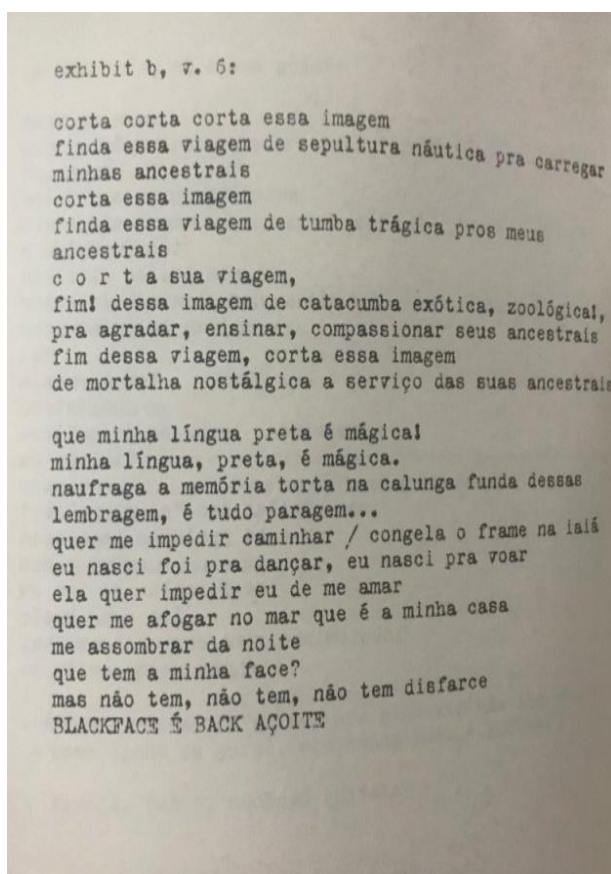 exhibit b, v. 6:
corta corta corta essa imagem
finda essa viagem de sepultura náutica pra carregar
minhas ancestrais
corta essa imagem
finda essa viagem de tumba trágica pros meus
ancestrais
c o r t a sua viagem,
fim! dessa imagem de catacumba exótica, zoológica!,
pra agradar, ensinar, compassionar seus ancestrais
fim dessa viagem, corta essa imagem
de mortalha nostálgica a serviço das suas ancestrais
que minha língua preta é mágica!
minha língua, preta, é mágica.
naufraga a memória torta na calunga funda dessas
lembragem, é tudo paragem...
quer me impedir caminhar / congela o frame na iaiá
eu nasci foi pra dançar, eu nasci pra voar
ela quer impedir eu de me amar
quer me afogar no mar que é a minha casa
me assombrar da noite
que tem a minha face?
mas não tem, não tem, não tem disfarce
BLACKFACE É BACK AÇOITE